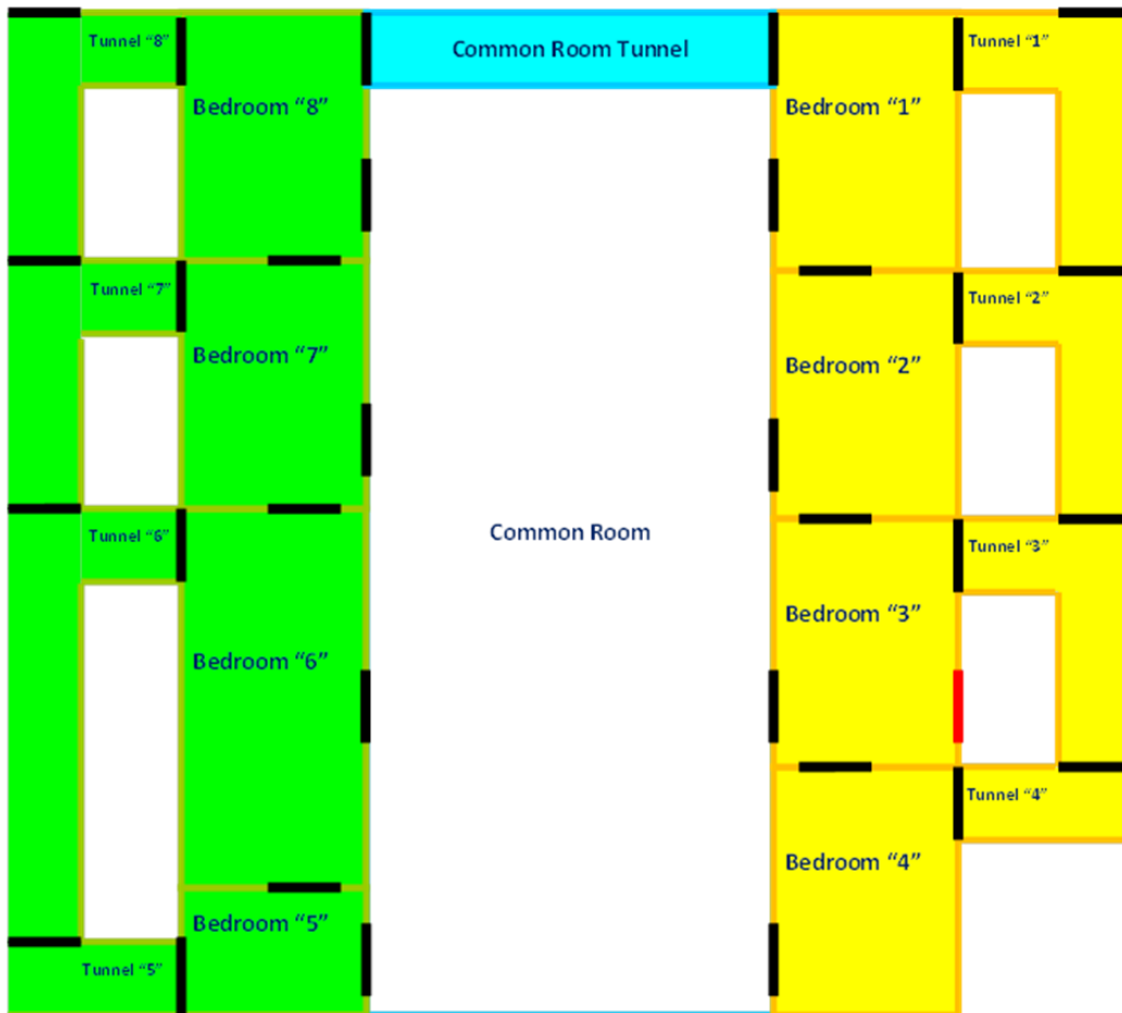 Tunnel “8”
Common Room Tunnel
Tunnel “1”
Bedroom “8”
Bedroom “1”
Tunnel “7”
Tunnel “2”
Bedroom “7”
Bedroom “2”
Tunnel “6”
Common Room
Tunnel “3”
Bedroom “3”
Bedroom “6”
Tunnel “4”
Bedroom “4”
Bedroom “5”
Tunnel “5”